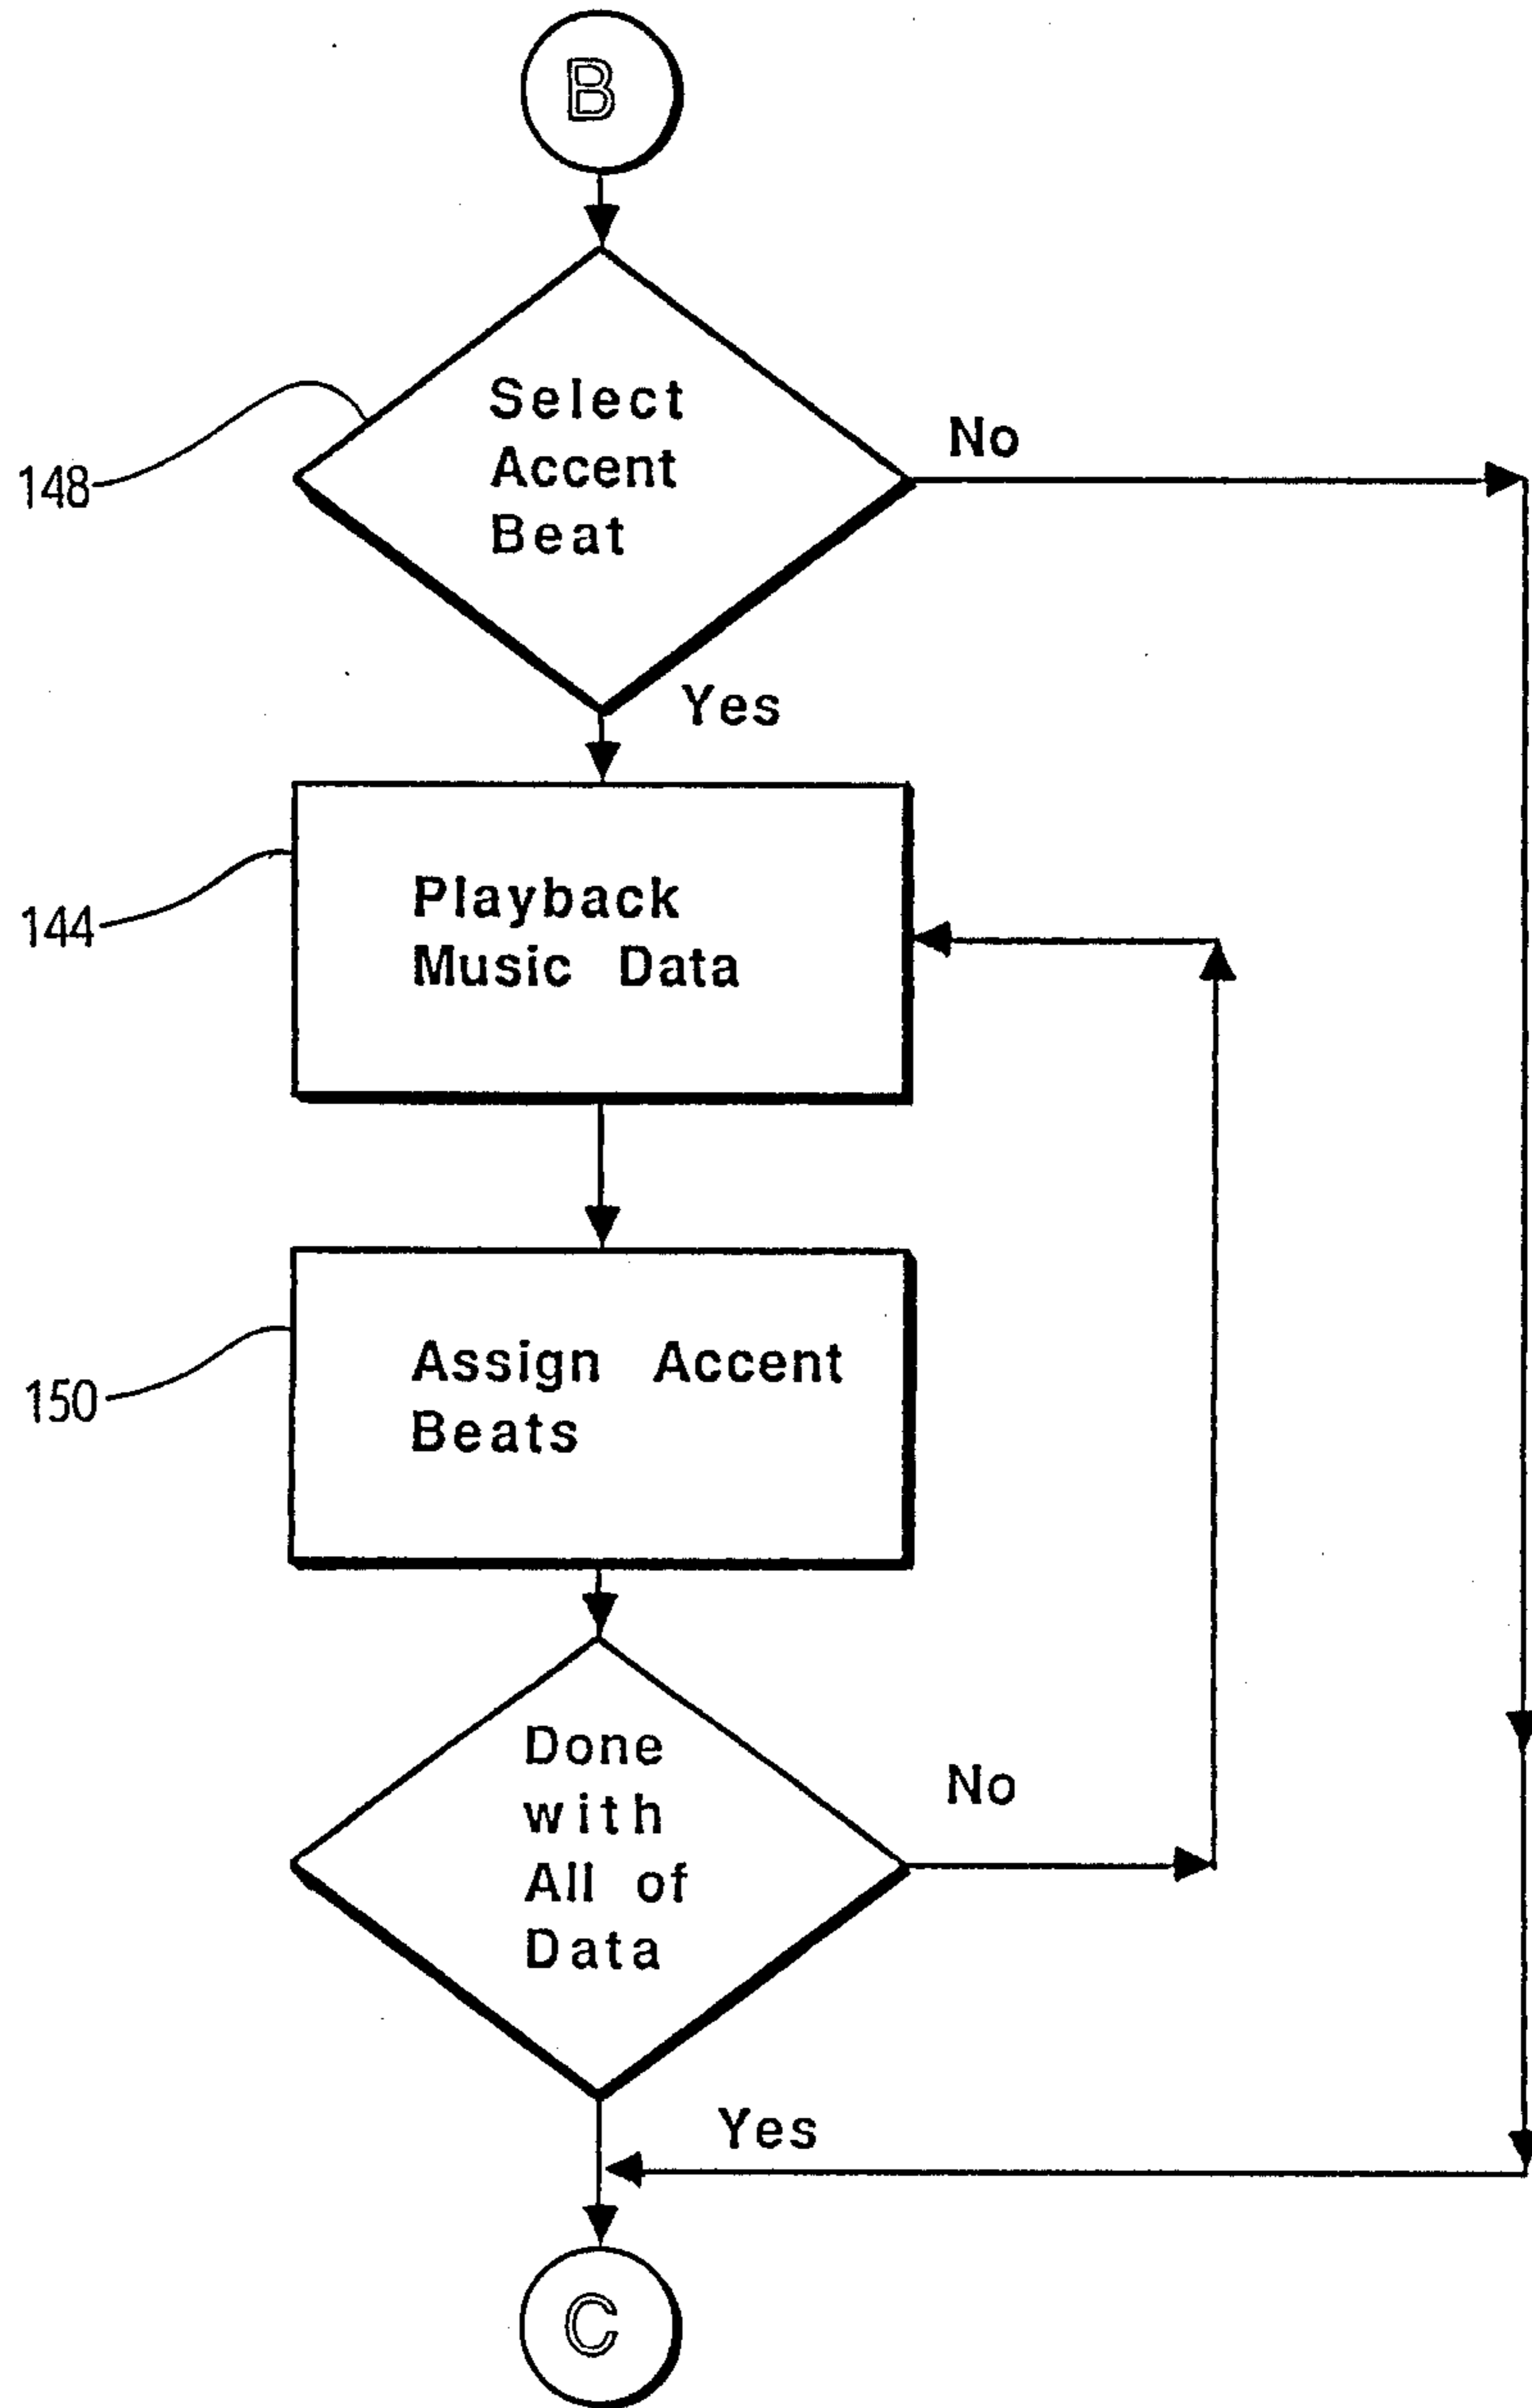 B
Select
Accent
Beat
No
148
Yes
Playback
Music Data
144
Assign Accent
Beats
150
Done
with
All of
Data
No
Yes
C